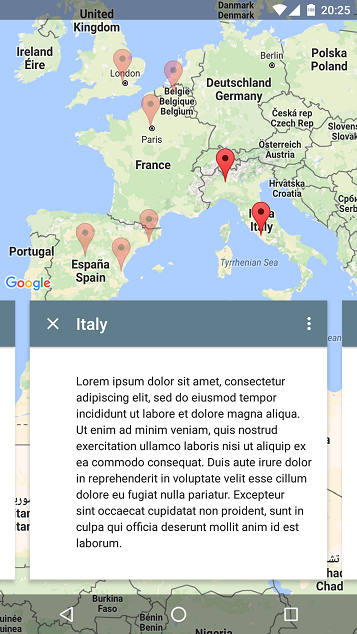 Danmark
Denmark
20:25
United
Kingdom
Ireland
Éire
London
Berlin
Polska
Poland
België
Belgique
Belgium
Deutschland
Germany
Paris
Česká rep
Czech Rep
Österreich
Austria
France
Hrvatska
Croatia
Italy
Portugal
España
Spain
Tyrrhenian Sea
Google
Italy
Lorem ipsum dolor sit amet, consectetur
adipiscing elit, sed do eiusmod tempor
incididunt ut labore et dolore magna aliqua.
Ut enim ad minim veniam, quis nostrud
exercitation ullamco laboris nisi ut aliquip ex
ea commodo consequat. Duis aute irure dolor
in reprehenderit in voluptate velit esse cillum
dolore eu fugiat nulla pariatur. Excepteur
sint occaecat cupidatat non proident, sunt in
culpa qui officia deserunt mollit anim id est
laborum.
Chad
Burkina
Faso
Bénin
Benin
Nigeria